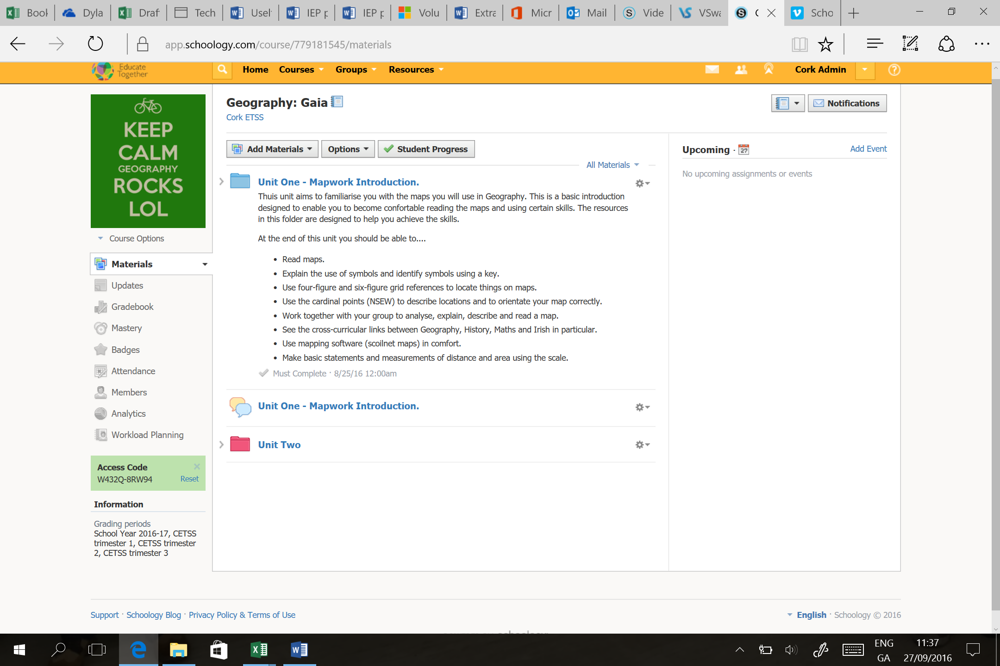 Book
Dyla
Draf
Tech
Usef
IEP p
IEP p
Volu
Extra
Micr
Mail
Vide
VSwa
Scho
app.schoology.com/course/779181545/materials
Educate
Together
Home Courses Groups Resources Cork Admin
KEEP
CALM
GEOGRAPHY
ROCKS
LOL
Course Options
Materials
Updates
Gradebook
Mastery
Badges
Attendance
Members
Analytics
Workload Planning
Access Code
W432Q-8RW94 Reset
Information
Grading periods
School Year 2016-17, CETSS
trimester 1, CETSS trimester
2, CETSS trimester 3
Geography: Gaia
Cork ETSS
Notifications
Add Materials Options Student Progress
All Materials
Unit One - Mapwork Introduction.
Thuis unit aims to familiarise you with the maps you will use in Geography. This is a basic introduction
designed to enable you to become confortable reading the maps and using certain skills. The resources
in this folder are designed to help you achieve the skills.
At the end of this unit you should be able to....
• Read maps.
• Explain the use of symbols and identify symbols using a key.
• Use four-figure and six-figure grid references to locate things on maps.
• Use the cardinal points (NSEW) to describe locations and to orientate your map correctly.
• Work together with your group to analyse, explain, describe and read a map.
• See the cross-curricular links between Geography, History, Maths and Irish in particular.
• Use mapping software (scoilnet maps) in comfort.
• Make basic statements and measurements of distance and area using the scale.
Must Complete · 8/25/16 12:00am
Unit One - Mapwork Introduction.
Unit Two
Upcoming · 27 Add Event
No upcoming assignments or events
Support · Schoology Blog · Privacy Policy & Terms of Use
English · Schoology © 2016
ENG
GA
11:37
27/09/2016